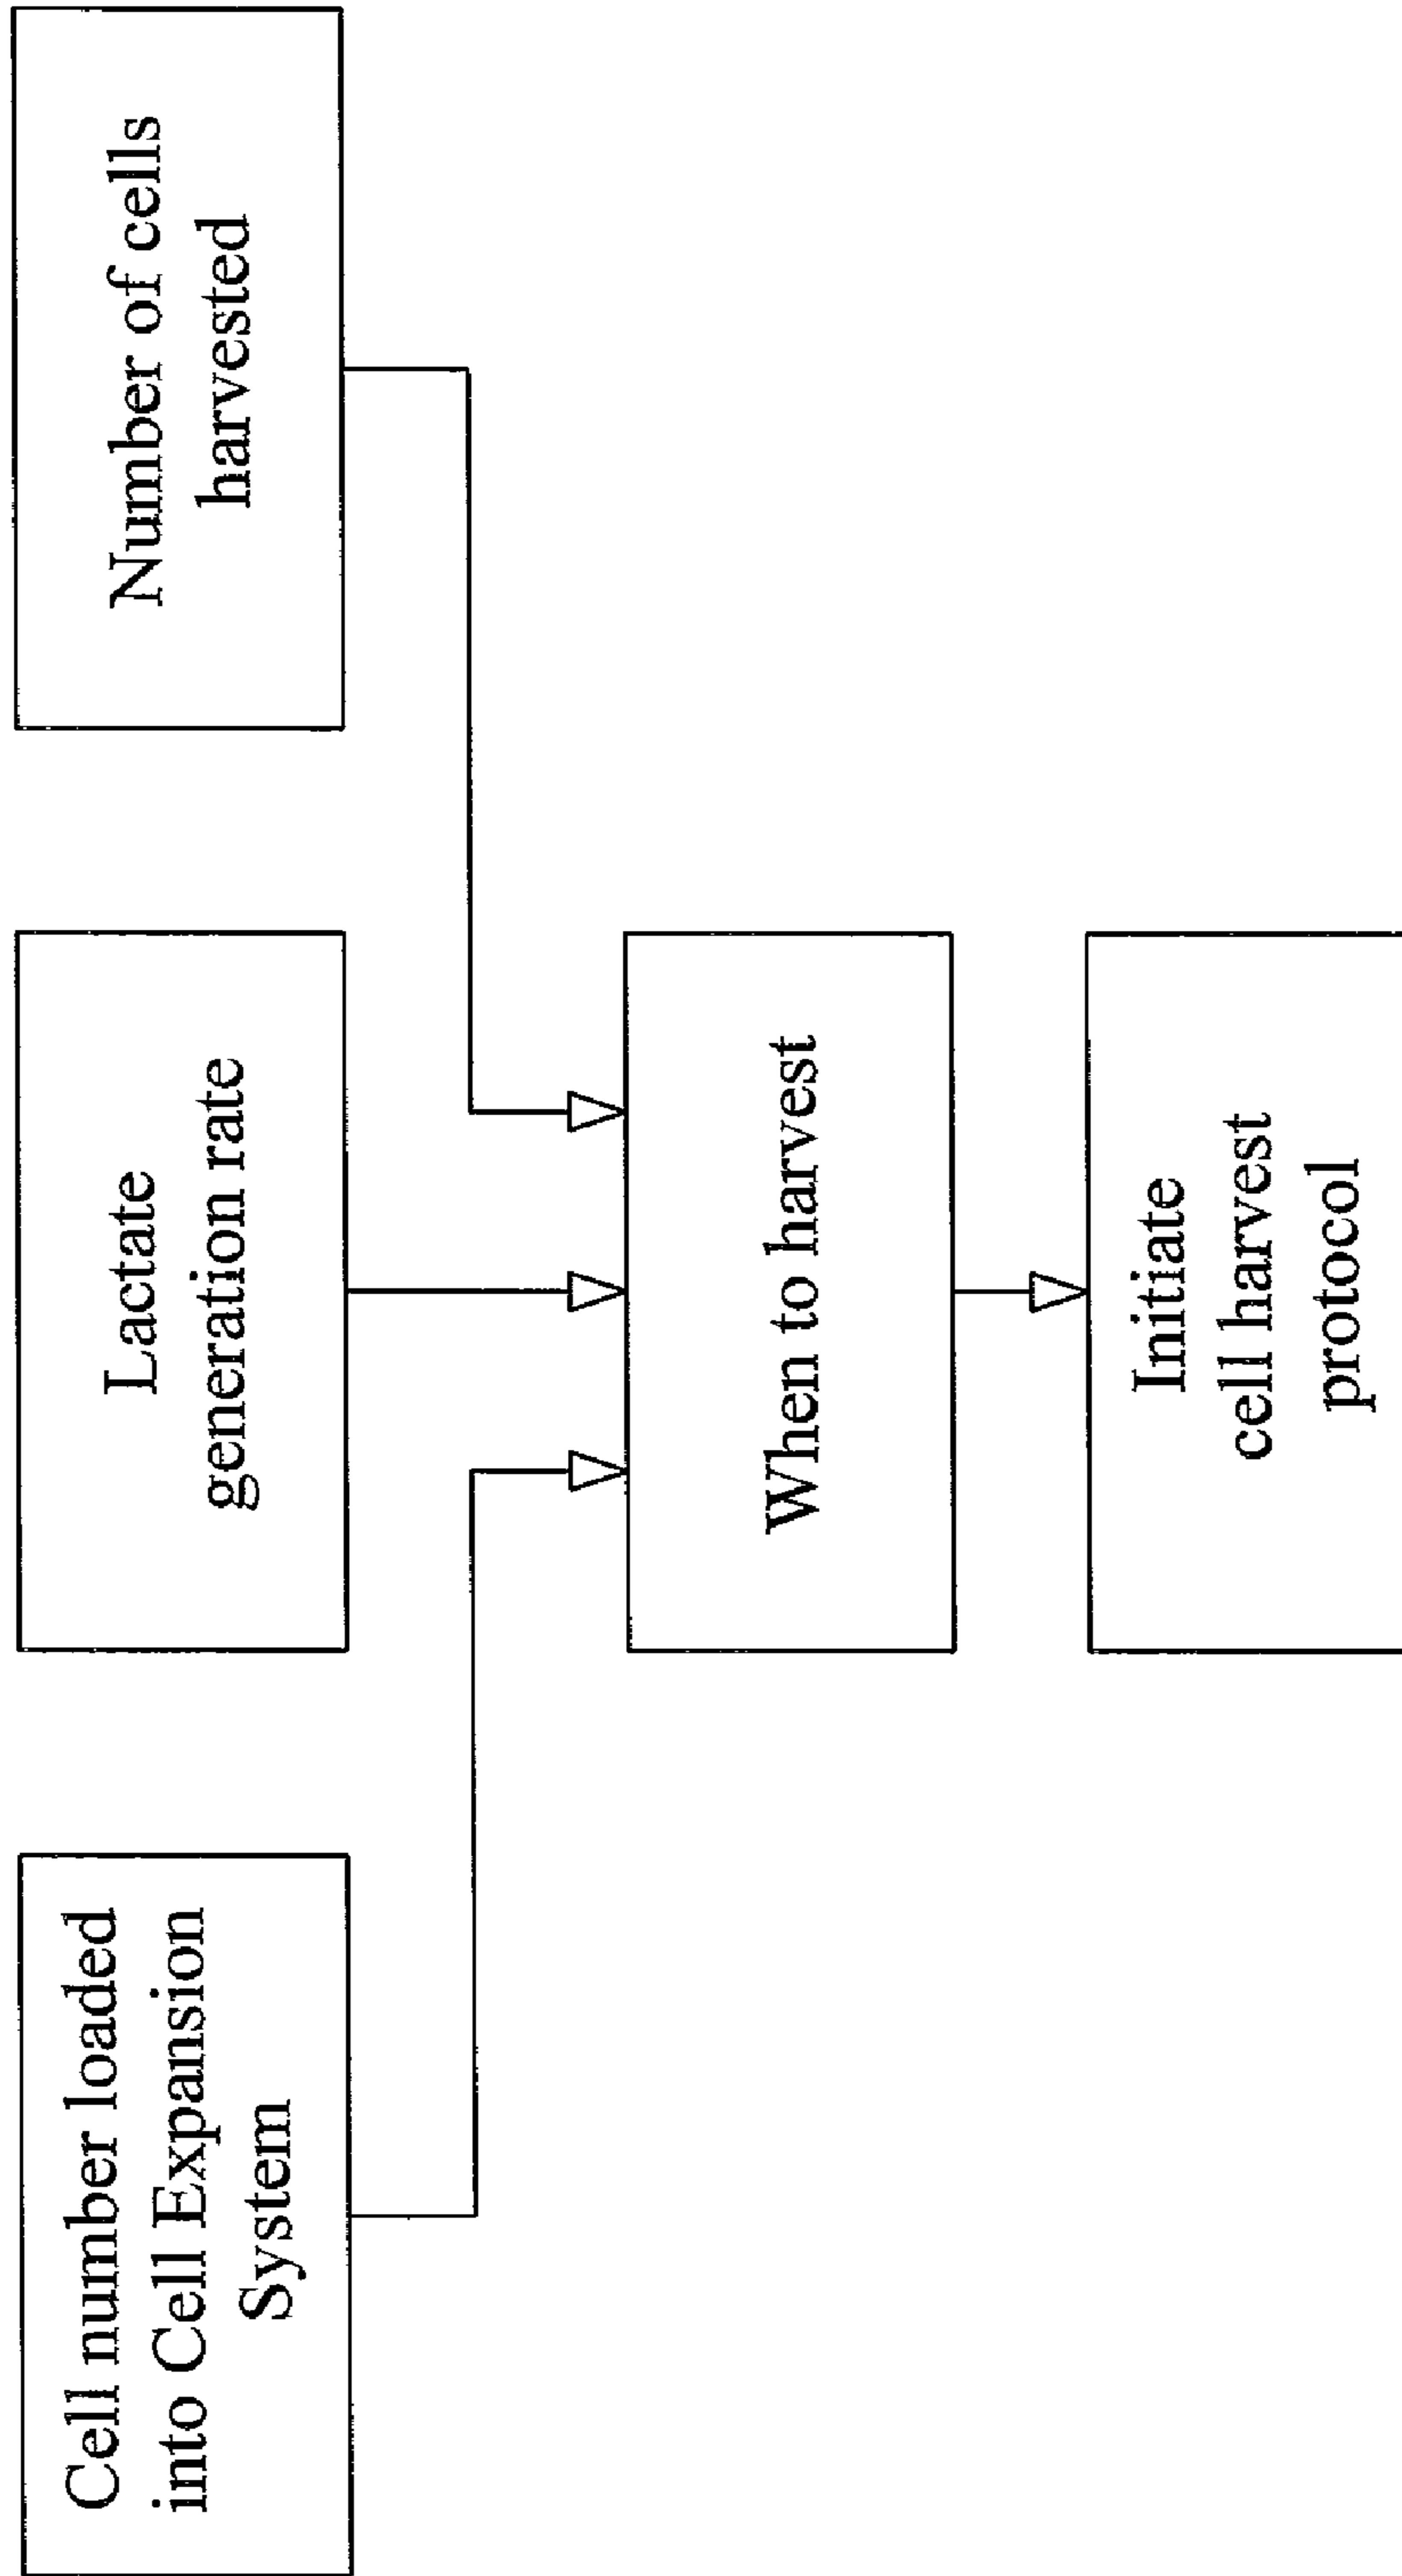 Cell number loaded
into Cell Expansion
System
Lactate
generation rate
Number of cells
harvested
When to harvest
Initiate
cell harvest
protocol